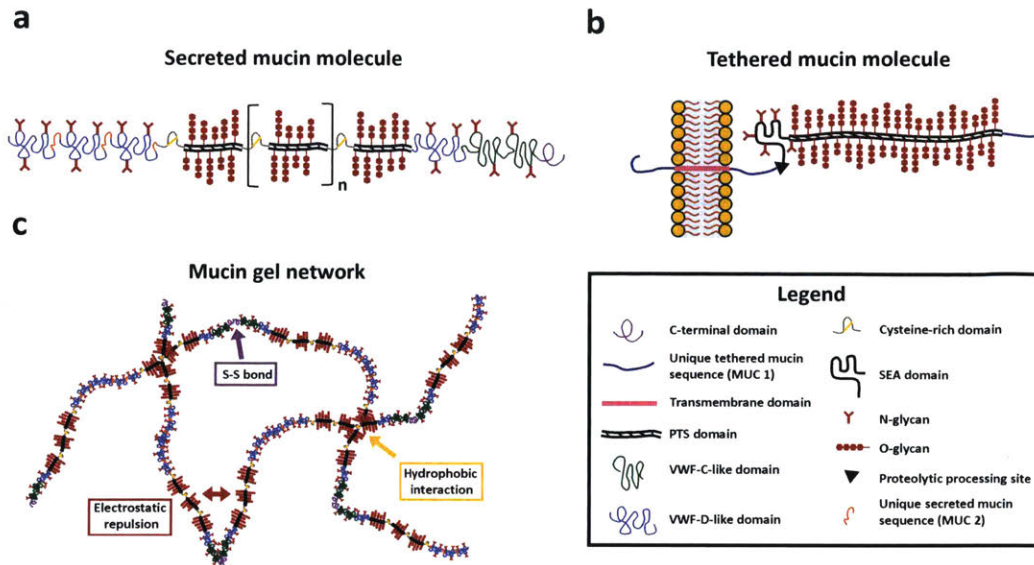 a
Secreted mucin molecule
n
b
Tethered mucin molecule
c
Mucin gel network
S-S bond
Hydrophobic
interaction
Electrostatic
repulsion
Legend
C-terminal domain
Unique tethered mucin
sequence (MUC 1)
Transmembrane domain
PTS domain
VWF-C-like domain
VWF-D-like domain
Cysteine-rich domain
SEA domain
N-glycan
O-glycan
Proteolytic processing site
Unique secreted mucin
sequence (MUC 2)